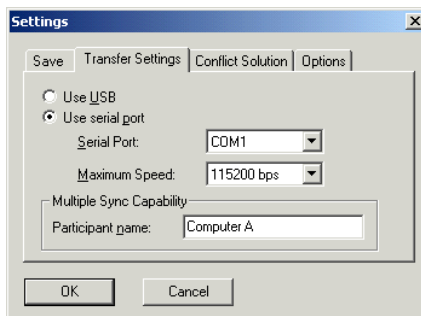 Settings
Save Transfer Settings Conflict Solution Options
Use USB
Use serial port
Serial Port: COM1
Maximum Speed: 115200 bps
Multiple Sync Capability
Participant name: Computer A
OK Cancel